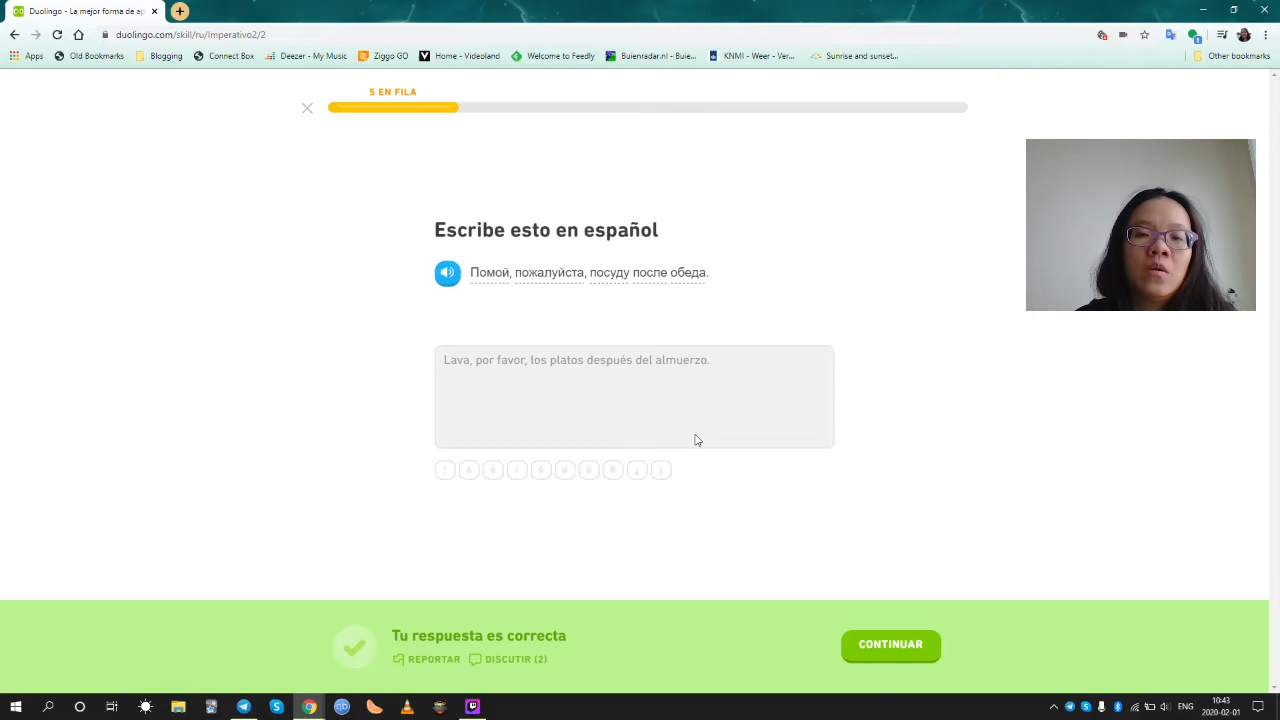 Duolingo - La mejor forma de ap
duolingo.com/skill/ru/Imperativo2/2
Apps
Old Bookmarks
Blogging
Connect Box
Deezer - My Music
Ziggo GO
Home - Videoland
Welcome to Feedly
Buienradar.nl - Buie...
KNMI - Weer - Ver...
Sunrise and sunset...
Other bookmarks
5 EN FILA
Escribe esto en español
Помой, пожалуйста, посуду после обеда.
Lava, por favor, los platos después del almuerzo.
Tu respuesta es correcta
REPORTAR
DISCUTIR (2)
CONTINUAR
ENG
10:43
2020-02-01